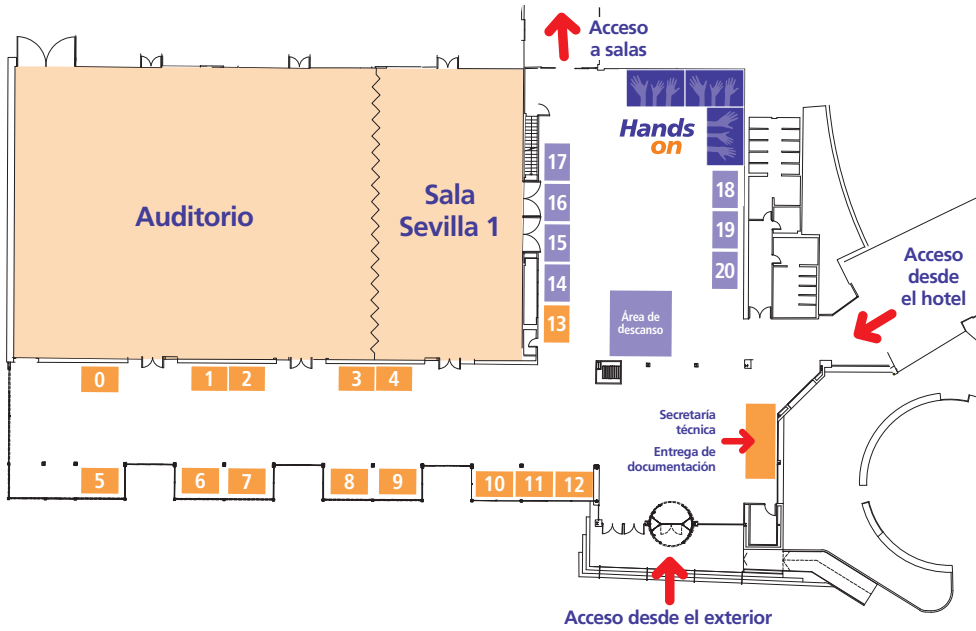 Acceso
a salas
Hands
on
17
18
Auditorio
Sala
Sevilla 1
16
19
15
20
Acceso
desde
el hotel
14
13
Área de
descanso
0
1
2
3
4
Secretaría
técnica
Entrega de
documentación
5
6
7
8
9
10
11
12
Acceso desde el exterior